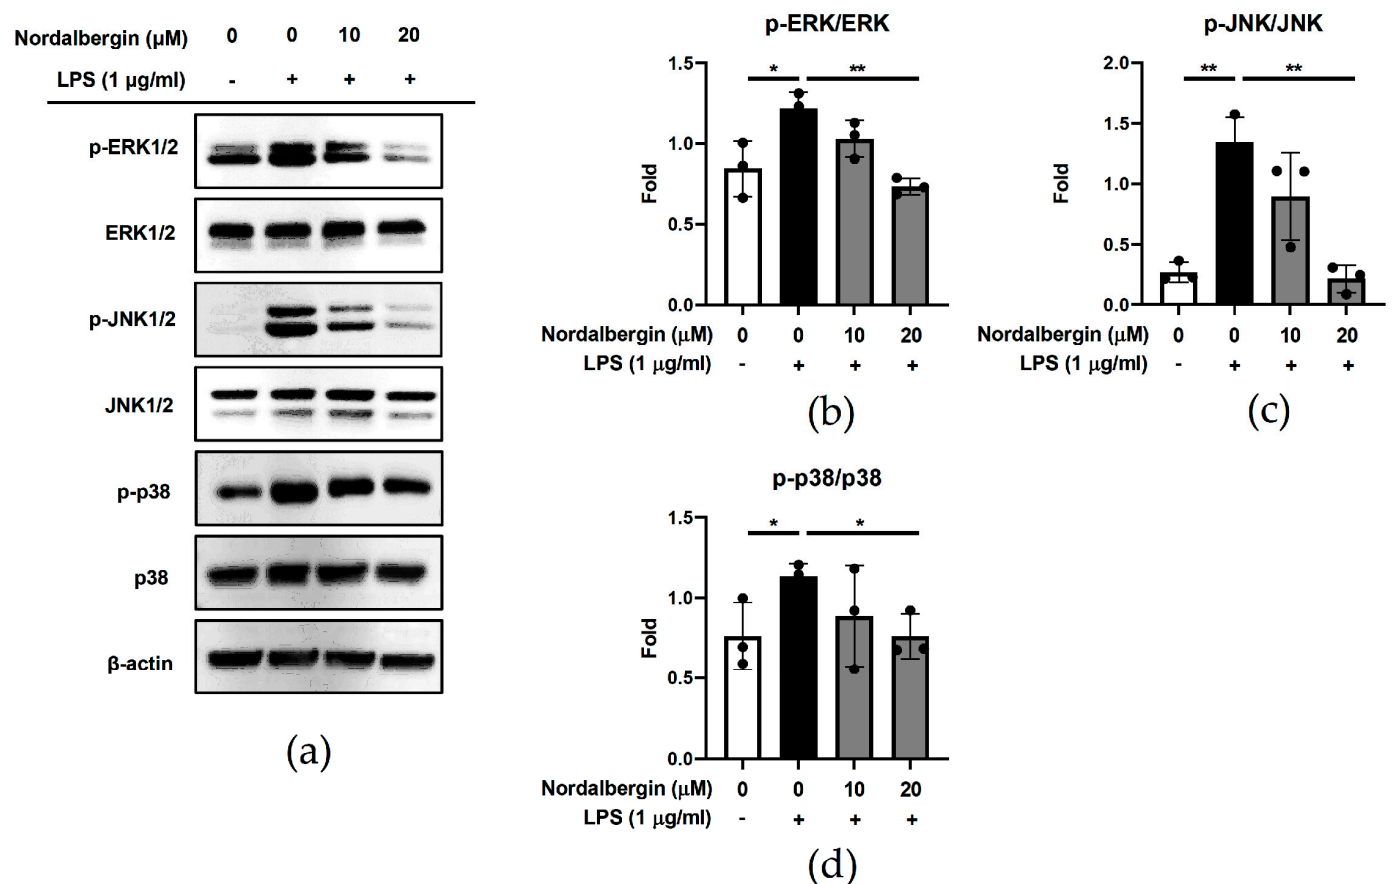 Nordalbergin (µM) 0 0 10 20
LPS (1 µg/ml) - + + +
p-ERK1/2
ERK1/2
p-JNK1/2
JNK1/2
p-p38
p38
β-actin
(a)
p-ERK/ERK
* **
Fold
1.5
1.0
0.5
0.0
Nordalbergin (µM) 0 0 10 20
LPS (1 µg/ml) - + + +
(b)
p-JNK/JNK
** **
Fold
2.0
1.5
1.0
0.5
0.0
Nordalbergin (µM) 0 0 10 20
LPS (1 µg/ml) - + + +
(c)
p-p38/p38
* *
Fold
1.5
1.0
0.5
0.0
Nordalbergin (µM) 0 0 10 20
LPS (1 µg/ml) - + + +
(d)